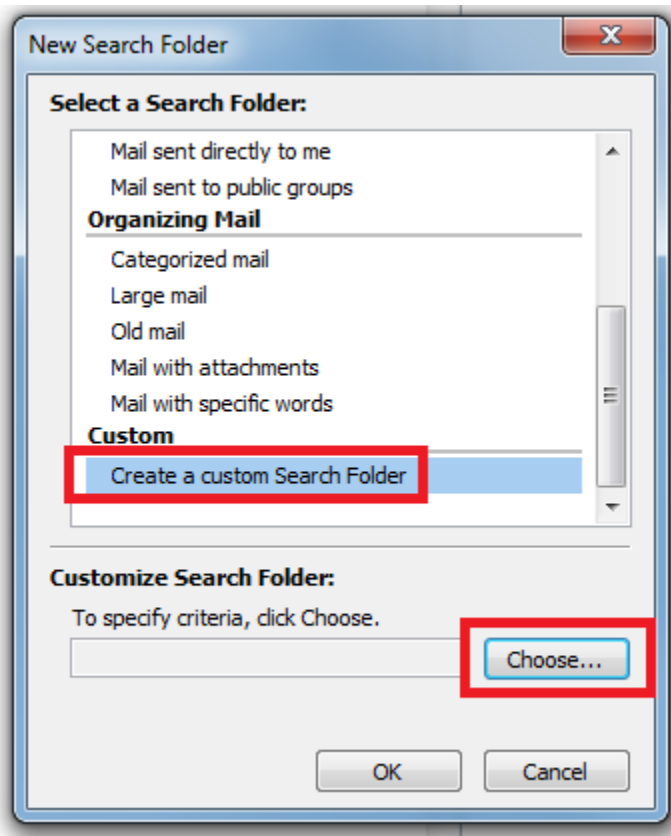 New Search Folder
Select a Search Folder:
Mail sent directly to me
Mail sent to public groups
Organizing Mail
Categorized mail
Large mail
Old mail
Mail with attachments
Mail with specific words
Custom
Create a custom Search Folder
Customize Search Folder:
To specify criteria, click Choose.
Choose...
OK
Cancel